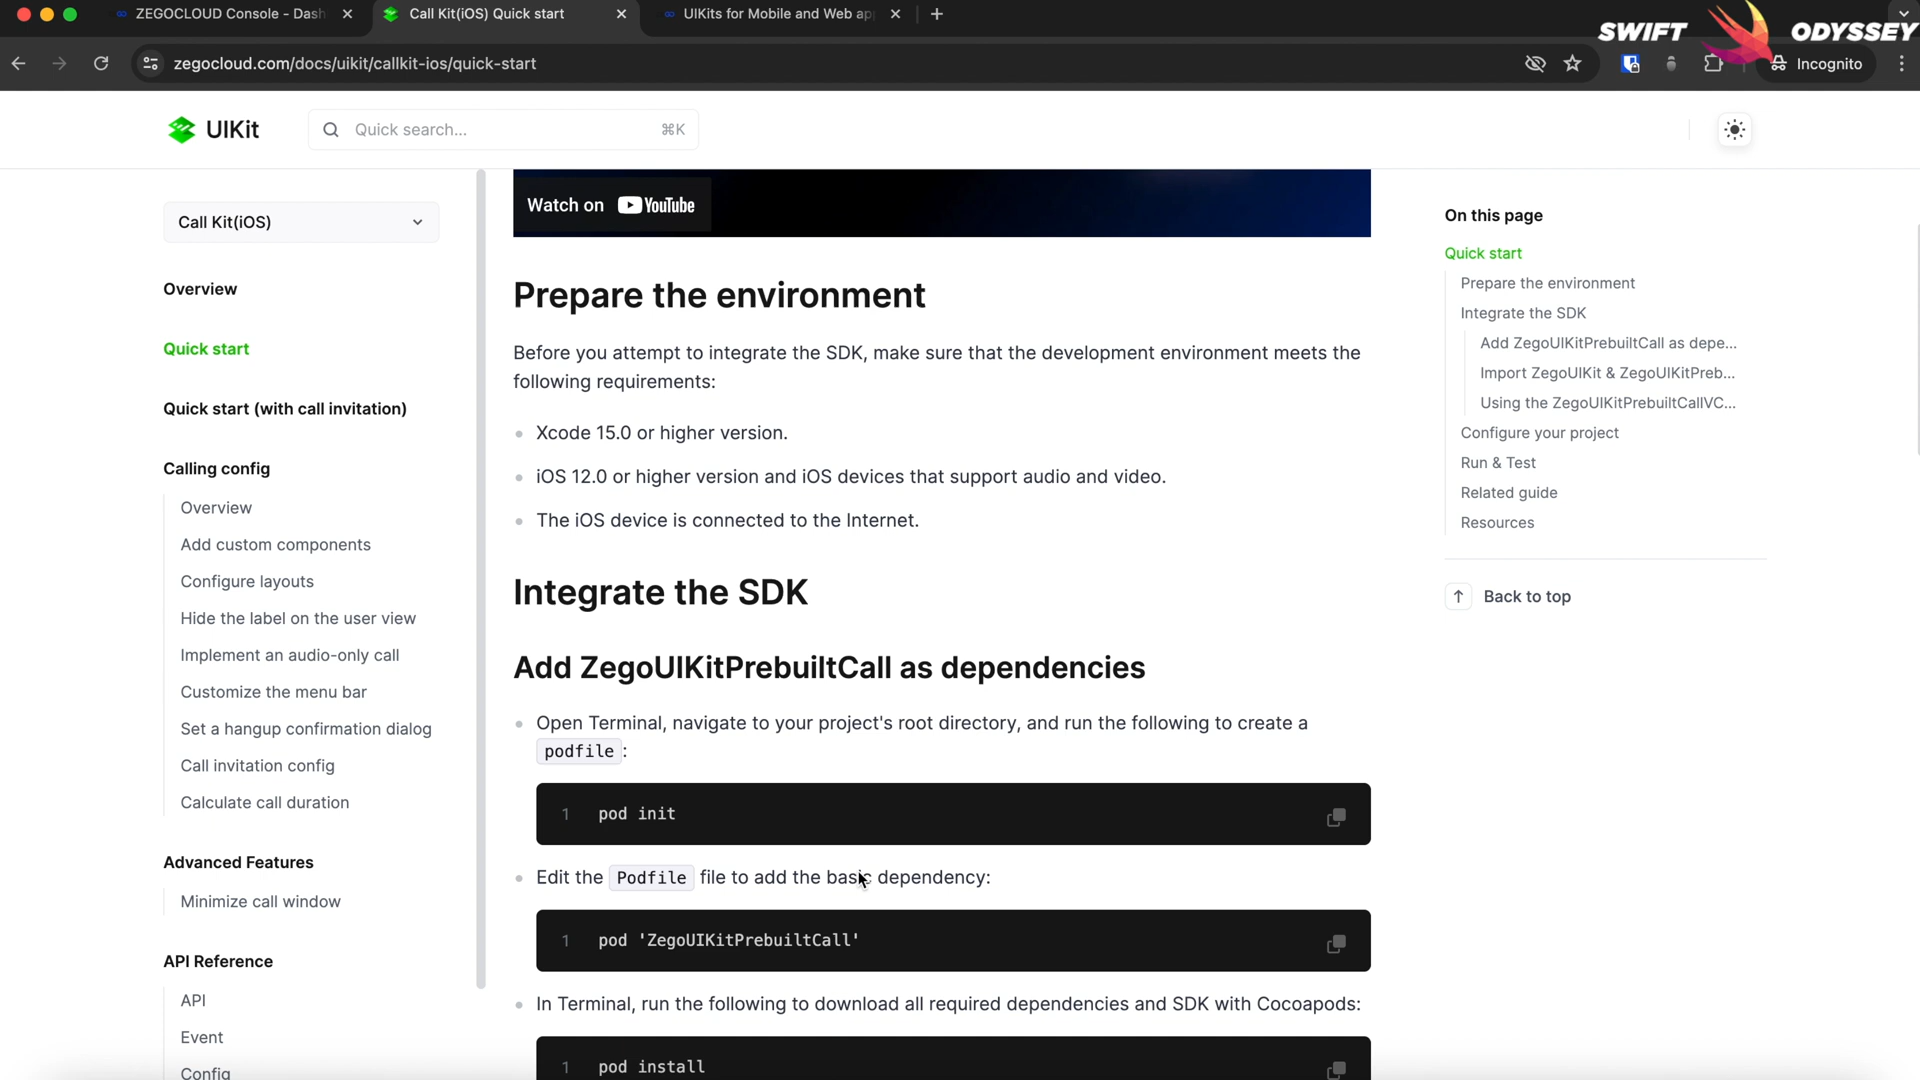 ZEGOCLOUD Console - Dash
Call Kit(iOS) Quick start
UIKits for Mobile and Web ap
SWIFT ODYSSEY
zegocloud.com/docs/uikit/callkit-ios/quick-start
Incognito
UIKit
Quick search...
⌘K
Call Kit(iOS)
Overview
Quick start
Quick start (with call invitation)
Calling config
Overview
Add custom components
Configure layouts
Hide the label on the user view
Implement an audio-only call
Customize the menu bar
Set a hangup confirmation dialog
Call invitation config
Calculate call duration
Advanced Features
Minimize call window
API Reference
API
Event
Config
Watch on YouTube
Prepare the environment
Before you attempt to integrate the SDK, make sure that the development environment meets the
following requirements:
Xcode 15.0 or higher version.
iOS 12.0 or higher version and iOS devices that support audio and video.
The iOS device is connected to the Internet.
Integrate the SDK
Add ZegoUIKitPrebuiltCall as dependencies
Open Terminal, navigate to your project's root directory, and run the following to create a
podfile:
1 pod init
Edit the Podfile file to add the basic dependency:
1 pod 'ZegoUIKitPrebuiltCall'
In Terminal, run the following to download all required dependencies and SDK with Cocoapods:
1 pod install
On this page
Quick start
Prepare the environment
Integrate the SDK
Add ZegoUIKitPrebuiltCall as depe...
Import ZegoUIKit & ZegoUIKitPreb...
Using the ZegoUIKitPrebuiltCallVC...
Configure your project
Run & Test
Related guide
Resources
Back to top